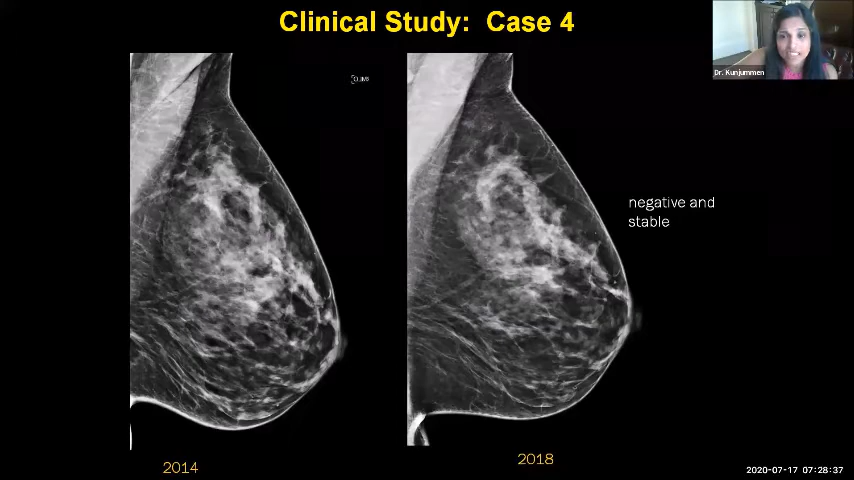 Clinical Study: Case 4
Dr. Kunjummen
negative and
stable
2014
2018
2020-07-17 07:28:37